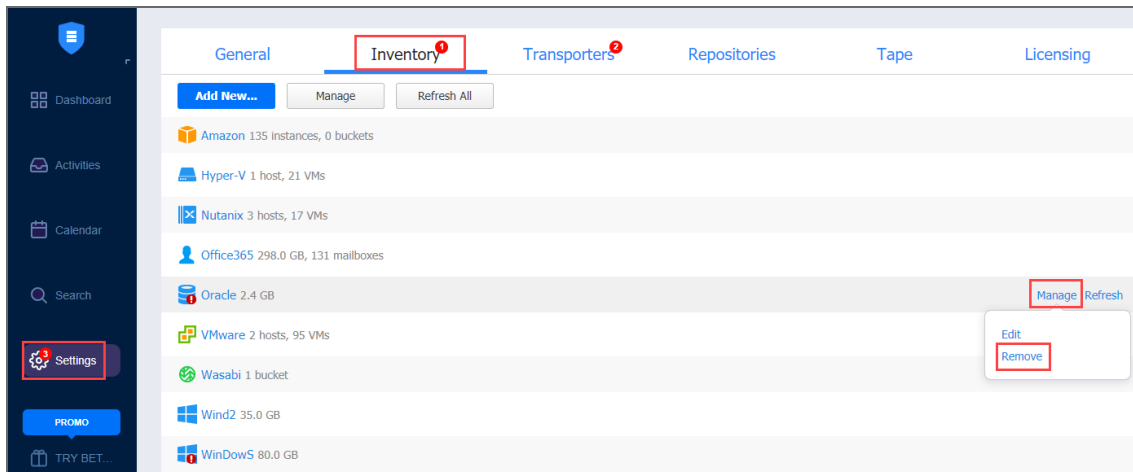 General
Inventory
1
Transporters
2
Repositories
Tape
Licensing
Dashboard
Activities
Calendar
Search
3
Settings
PROMO
TRY BET...
Add New...
Manage
Refresh All
Amazon 135 instances, 0 buckets
Hyper-V 1 host, 21 VMs
Nutanix 3 hosts, 17 VMs
Office365 298.0 GB, 131 mailboxes
Oracle 2.4 GB
Manage Refresh
Edit
Remove
VMware 2 hosts, 95 VMs
Wasabi 1 bucket
Wind2 35.0 GB
WinDowS 80.0 GB